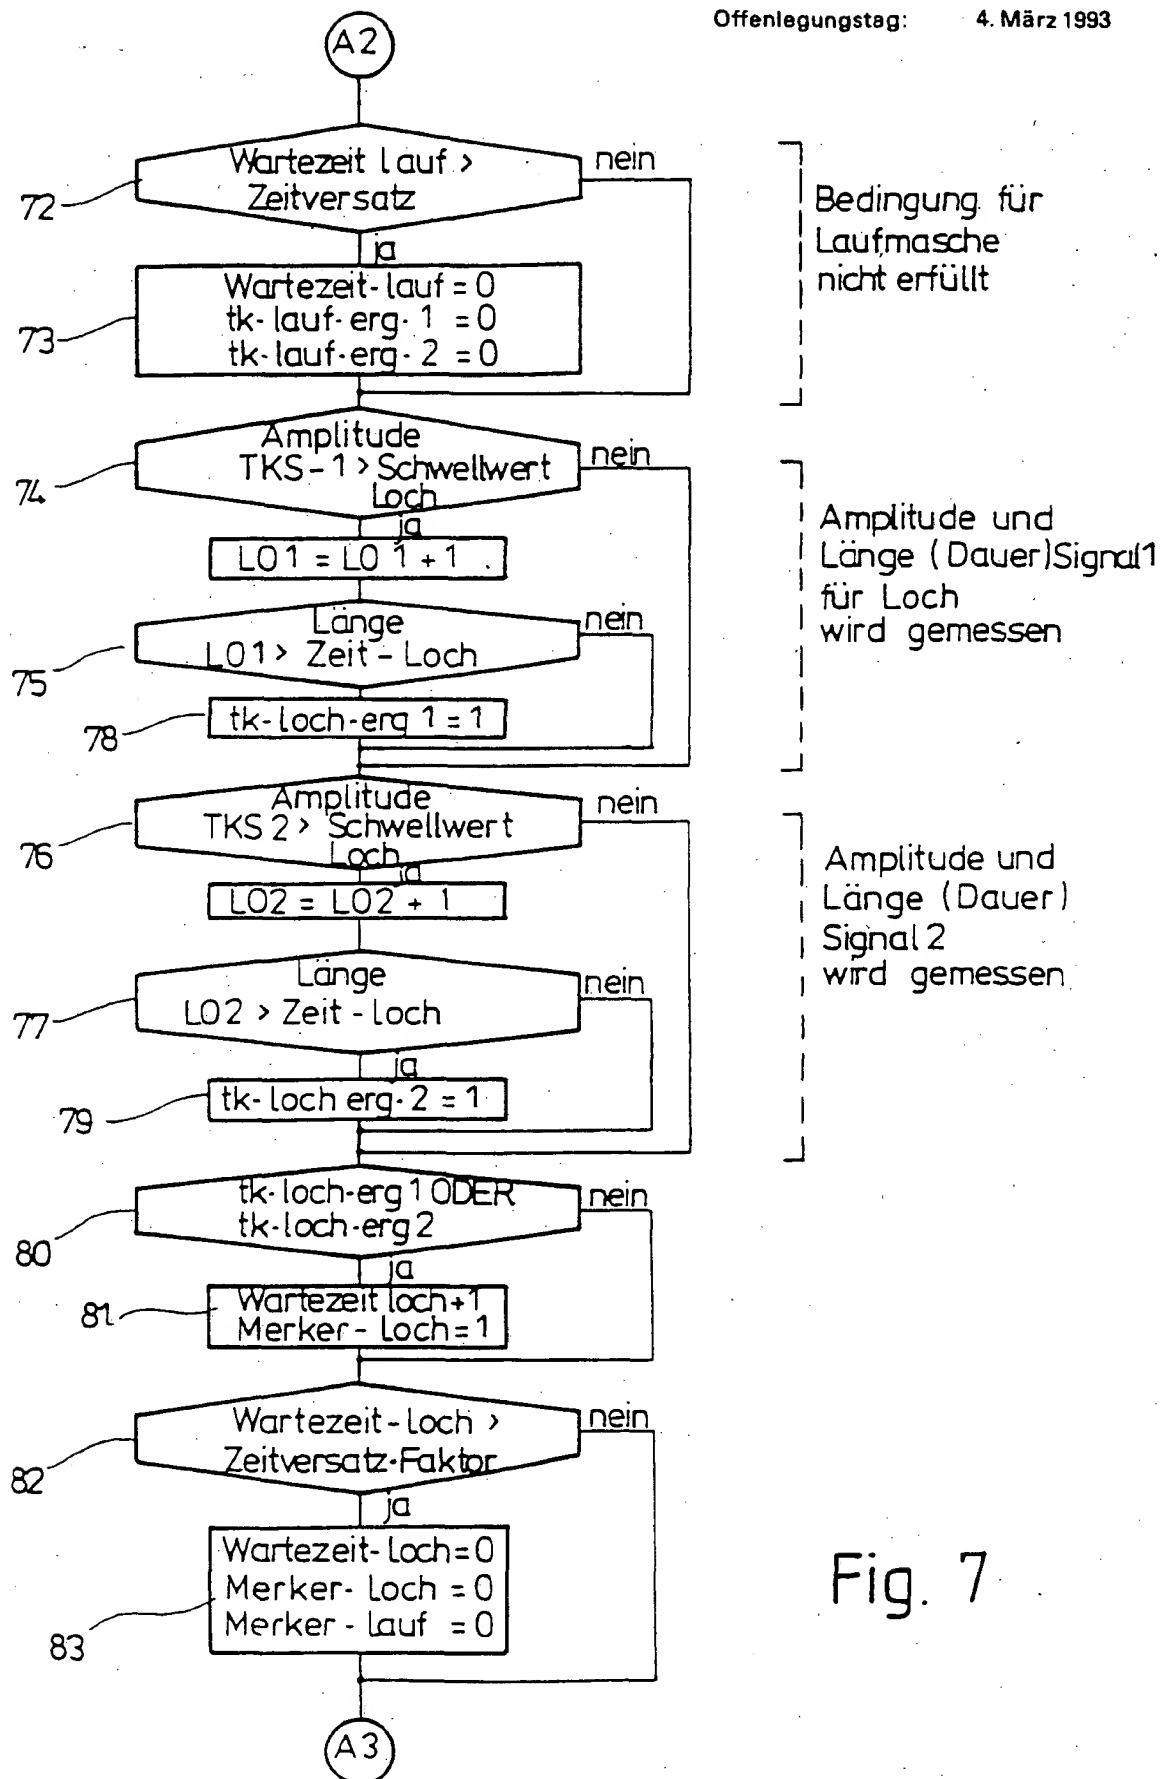 Offenlegungstag: 4. März 1993
A2
Wartezeit lauf >
Zeitversatz
nein
72
ja
Wartezeit-lauf = 0
tk-lauf-erg-1 = 0
tk-lauf-erg-2 = 0
73
Bedingung für
Laufmasche
nicht erfüllt
Amplitude
TKS-1 > Schwellwert
Loch
nein
74
ja
LO1 = LO1+1
Länge
LO1 > Zeit-Loch
nein
75
tk-loch-erg 1 = 1
78
Amplitude und
Länge (Dauer) Signal 1
für Loch
wird gemessen
Amplitude
TKS 2 > Schwellwert
Loch
nein
76
ja
LO2 = LO2 + 1
Länge
LO2 > Zeit-loch
nein
77
ja
tk-loch erg-2 = 1
79
Amplitude und
Länge (Dauer)
Signal 2
wird gemessen
tk-loch-erg 1 ODER
tk-loch-erg 2
nein
80
ja
Wartezeit loch+1
Merker-Loch=1
81
Wartezeit-loch >
Zeitversatz-Faktor
nein
82
ja
Wartezeit-loch=0
Merker-Loch = 0
Merker-lauf = 0
83
A3
Fig. 7